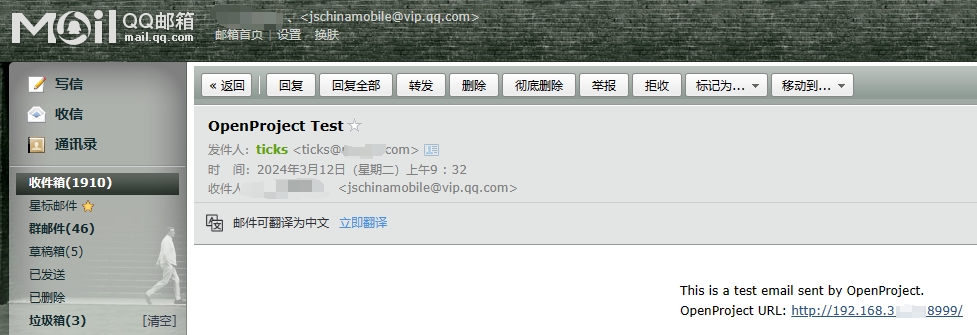 Mail QQ邮箱 mail.qq.com
、<jschinamobile@vip.qq.com>
邮箱首页 | 设置 | 换肤
写信
收信
通讯录
收件箱(1910)
星标邮件
群邮件(46)
草稿箱(5)
已发送
已删除
垃圾箱(3) [清空]
« 返回 回复 回复全部 转发 删除 彻底删除 举报 拒收 标记为... 移动到...
OpenProject Test
发件人：ticks <ticks@ com>
时 间：2024年3月12日（星期二）上午9：32
收件人 <jschinamobile@vip.qq.com>
邮件可翻译为中文 立即翻译
This is a test email sent by OpenProject.
OpenProject URL: http://192.168.3 8999/